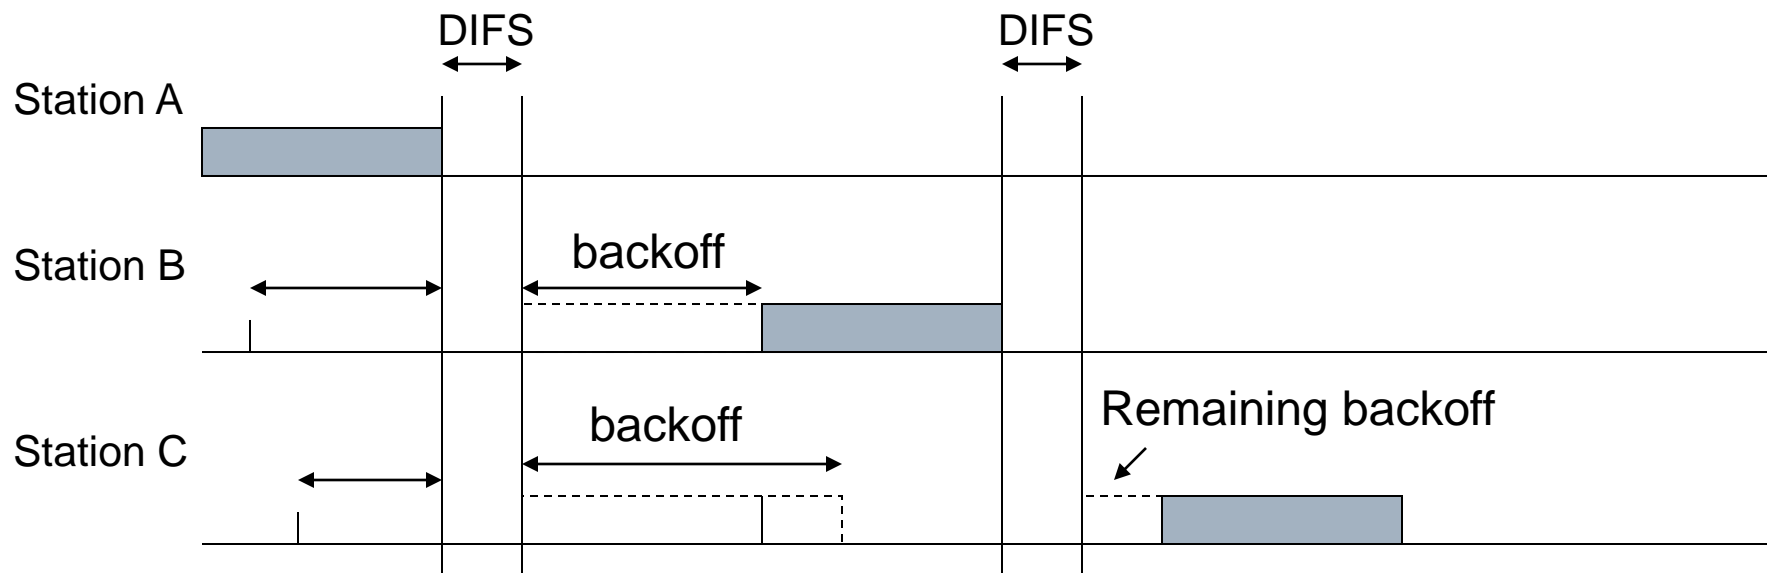 DIFS
DIFS
Station A
Station B
backoff
Station C
backoff
Remaining backoff